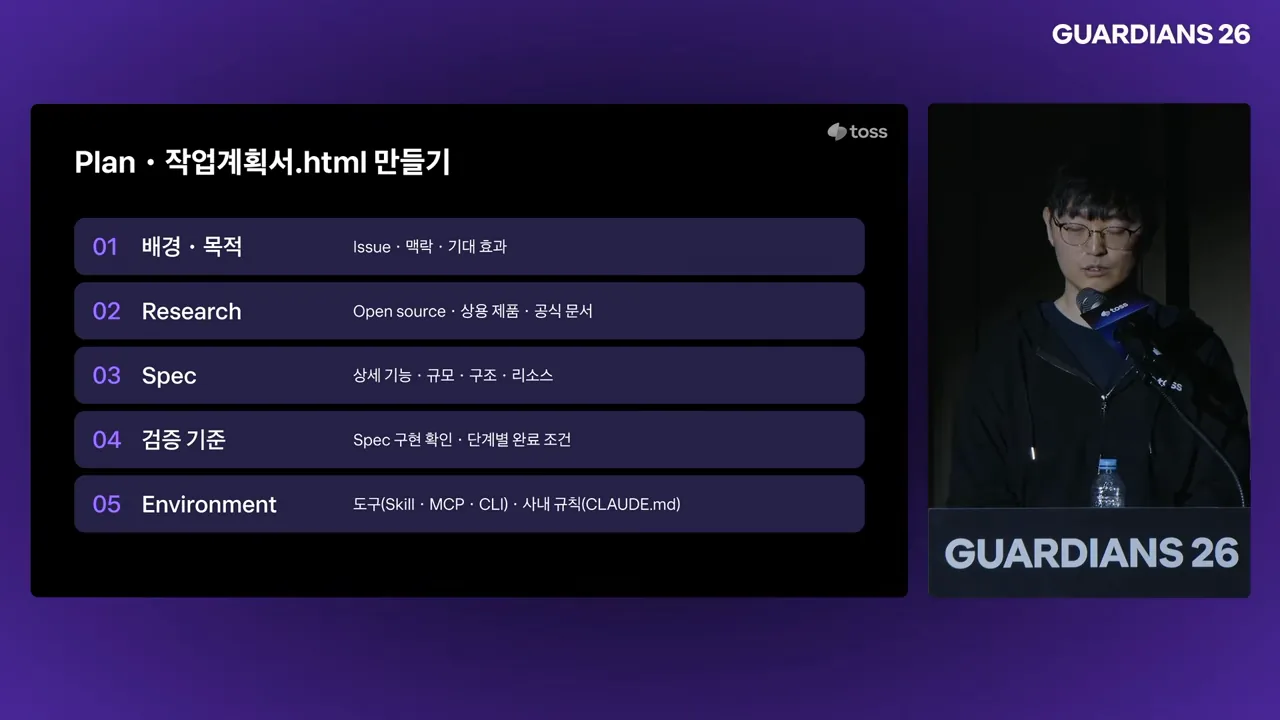 GUARDIANS 26
toss
Plan · 작업계획서.html 만들기
01 배경 · 목적 Issue · 맥락 · 기대 효과
02 Research Open source · 상용 제품 · 공식 문서
03 Spec 상세 기능 · 규모 · 구조 · 리소스
04 검증 기준 Spec 구현 확인 · 단계별 완료 조건
05 Environment 도구(Skill · MCP · CLI) · 사내 규칙(CLAUDE.md)
toss
GUARDIANS 26